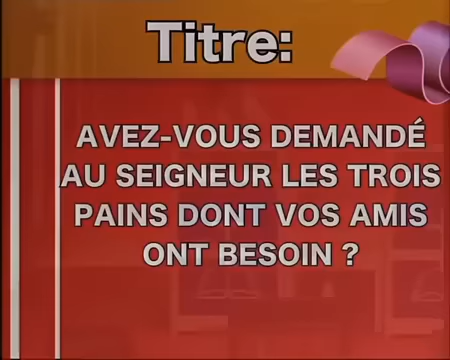 Titre:
AVEZ-VOUS DEMANDÉ
AU SEIGNEUR LES TROIS
PAINS DONT VOS AMIS
ONT BESOIN ?